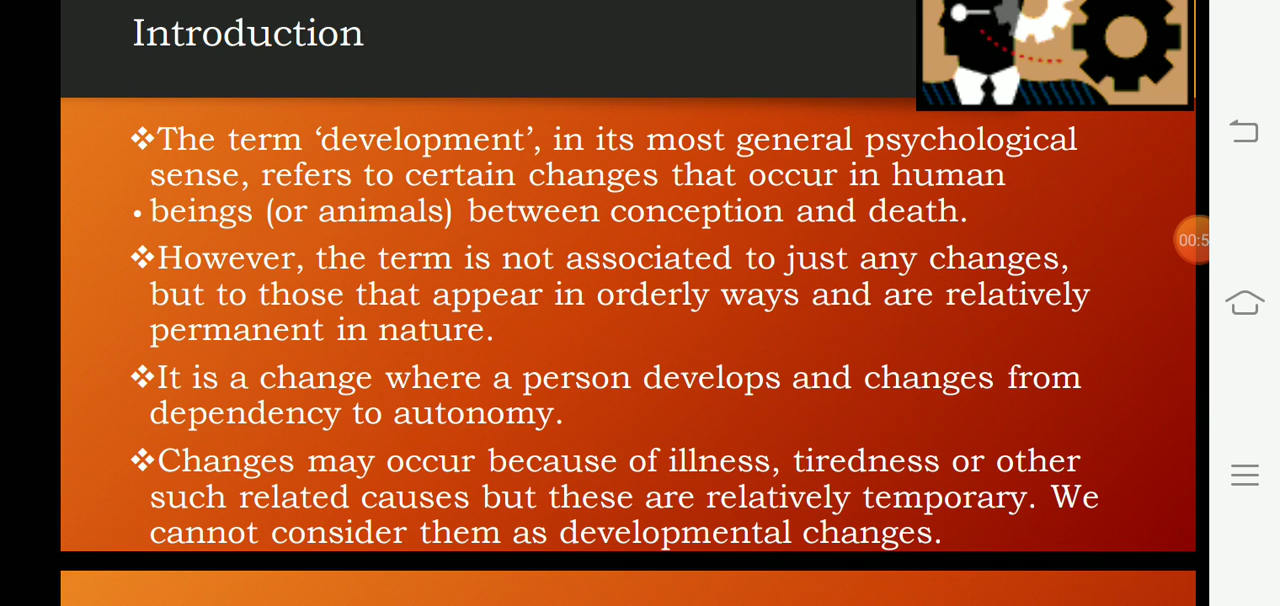 Introduction
❖The term ‘development’, in its most general psychological
sense, refers to certain changes that occur in human
• beings (or animals) between conception and death.
❖However, the term is not associated to just any changes,
but to those that appear in orderly ways and are relatively
permanent in nature.
❖It is a change where a person develops and changes from
dependency to autonomy.
❖Changes may occur because of illness, tiredness or other
such related causes but these are relatively temporary. We
cannot consider them as developmental changes.
00:5